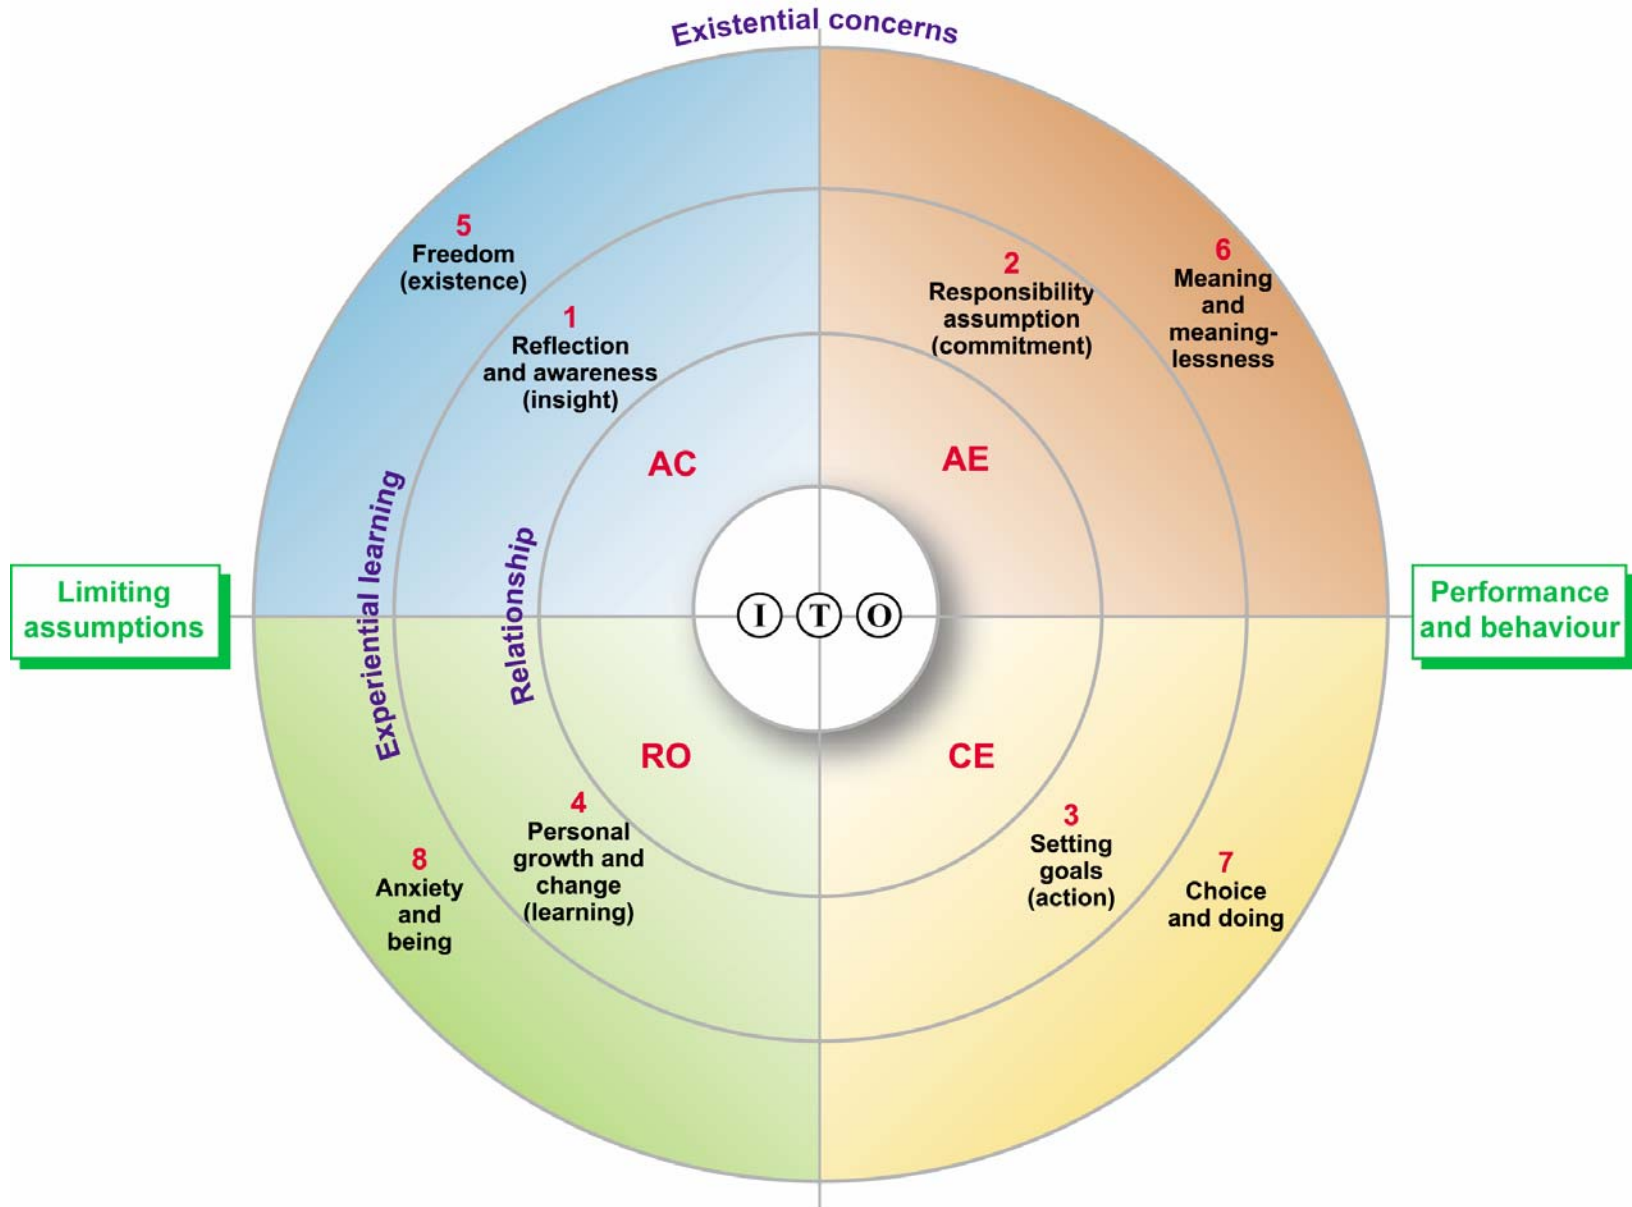 Existential concerns
5
Freedom
(existence)
1
Reflection
and awareness
(insight)
AC
2
Responsibility
assumption
(commitment)
6
Meaning
and
meaning-
lessness
AE
Limiting
assumptions
Experiential learning
Relationship
I T O
Performance
and behaviour
RO
4
Personal
growth and
change
(learning)
8
Anxiety
and
being
CE
3
Setting
goals
(action)
7
Choice
and doing